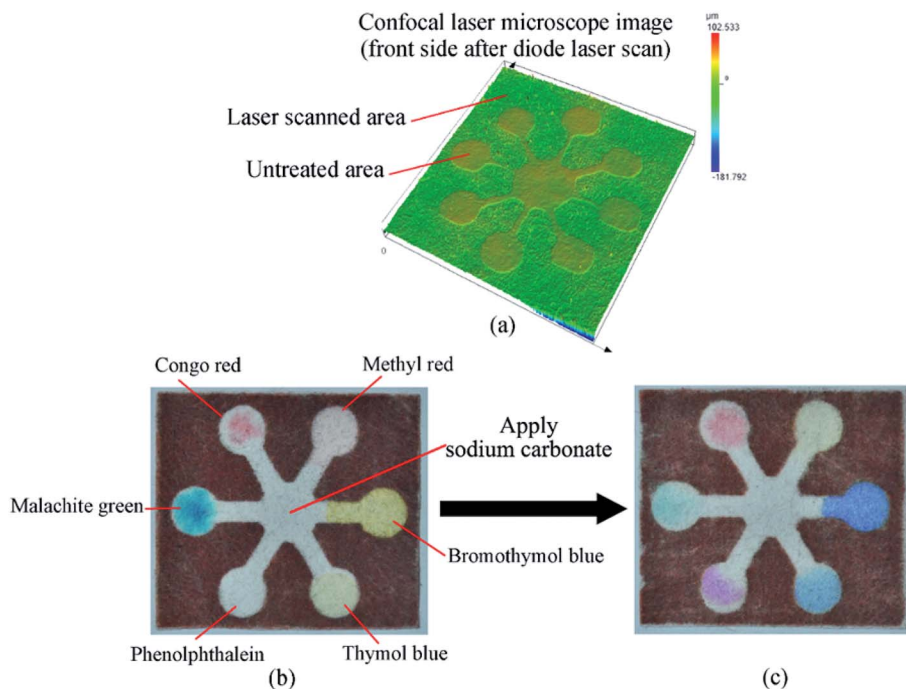 Confocal laser microscope image
(front side after diode laser scan)
μm
102.533
0
-181.792
Laser scanned area
Untreated area
0
(a)
Congo red
Methyl red
Apply
sodium carbonate
Malachite green
Bromothymol blue
Phenolphthalein
Thymol blue
(b)
(c)